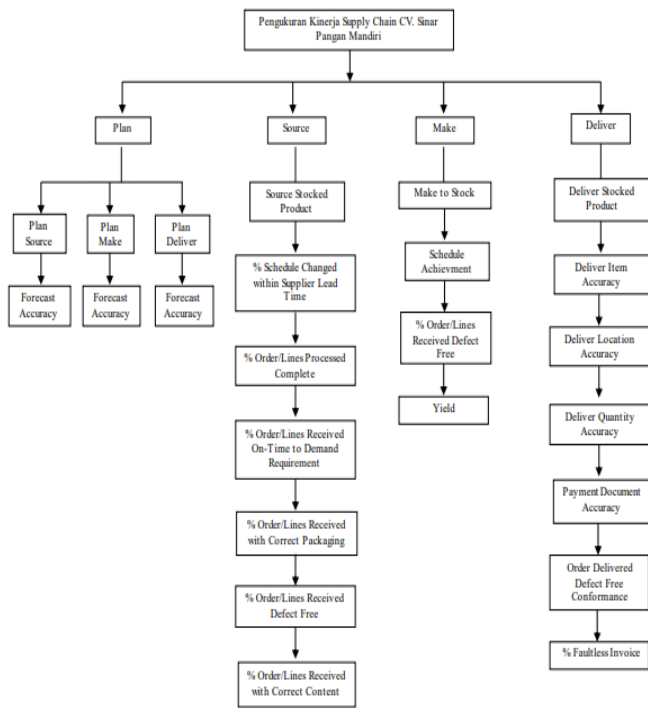 Pengukuran Kinerja Supply Chain CV. Sinar
Pangan Mandiri
Plan
Source
Make
Deliver
Plan
Source
Plan
Make
Plan
Deliver
Forecast
Accuracy
Forecast
Accuracy
Forecast
Accuracy
Source Stocked
Product
% Schedule Changed
within Supplier Lead
Time
% Order/Lines Processed
Complete
% Order/Lines Received
On-Time to Demand
Requirement
% Order/Lines Received
with Correct Packaging
% Order/Lines Received
Defect Free
% Order/Lines Received
with Correct Content
Make to Stock
Schedule
Achievment
% Order/Lines
Received Defect
Free
Yield
Deliver Stocked
Product
Deliver Item
Accuracy
Deliver Location
Accuracy
Deliver Quantity
Accuracy
Payment Document
Accuracy
Order Delivered
Defect Free
Conformance
% Faultless Invoice